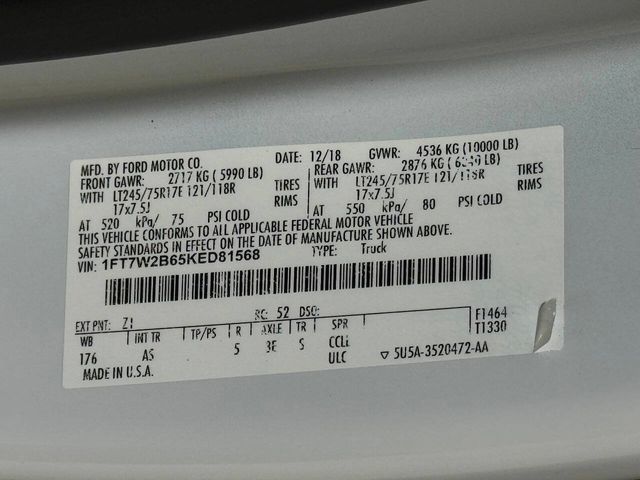 MFD. BY FORD MOTOR CO.
DATE: 12/18 GVWR: 4536 KG (10000 LB)
FRONT GAWR: 2717 KG (5990 LB)
REAR GAWR: 2876 KG (6340 LB)
WITH LT245/75R17E 121/118R TIRES
WITH LT245/75R17E 121/118R TIRES
17x7.5J RIMS
17x7.5J RIMS
AT 520 kPa/ 75 PSI COLD
AT 550 kPa/ 80 PSI COLD
THIS VEHICLE CONFORMS TO ALL APPLICABLE FEDERAL MOTOR VEHICLE
SAFETY STANDARDS IN EFFECT ON THE DATE OF MANUFACTURE SHOWN ABOVE.
VIN: 1FT7W2B65KED81568
TYPE: Truck
EXT PNT: Z1 RC: 52 DSO:
F1464
WB INT TR TP/PS R AXLE TR SPR
T1330
176 AS 5 3E S CCLL
ULC
▽ 5U5A-3520472-AA
MADE IN U.S.A.